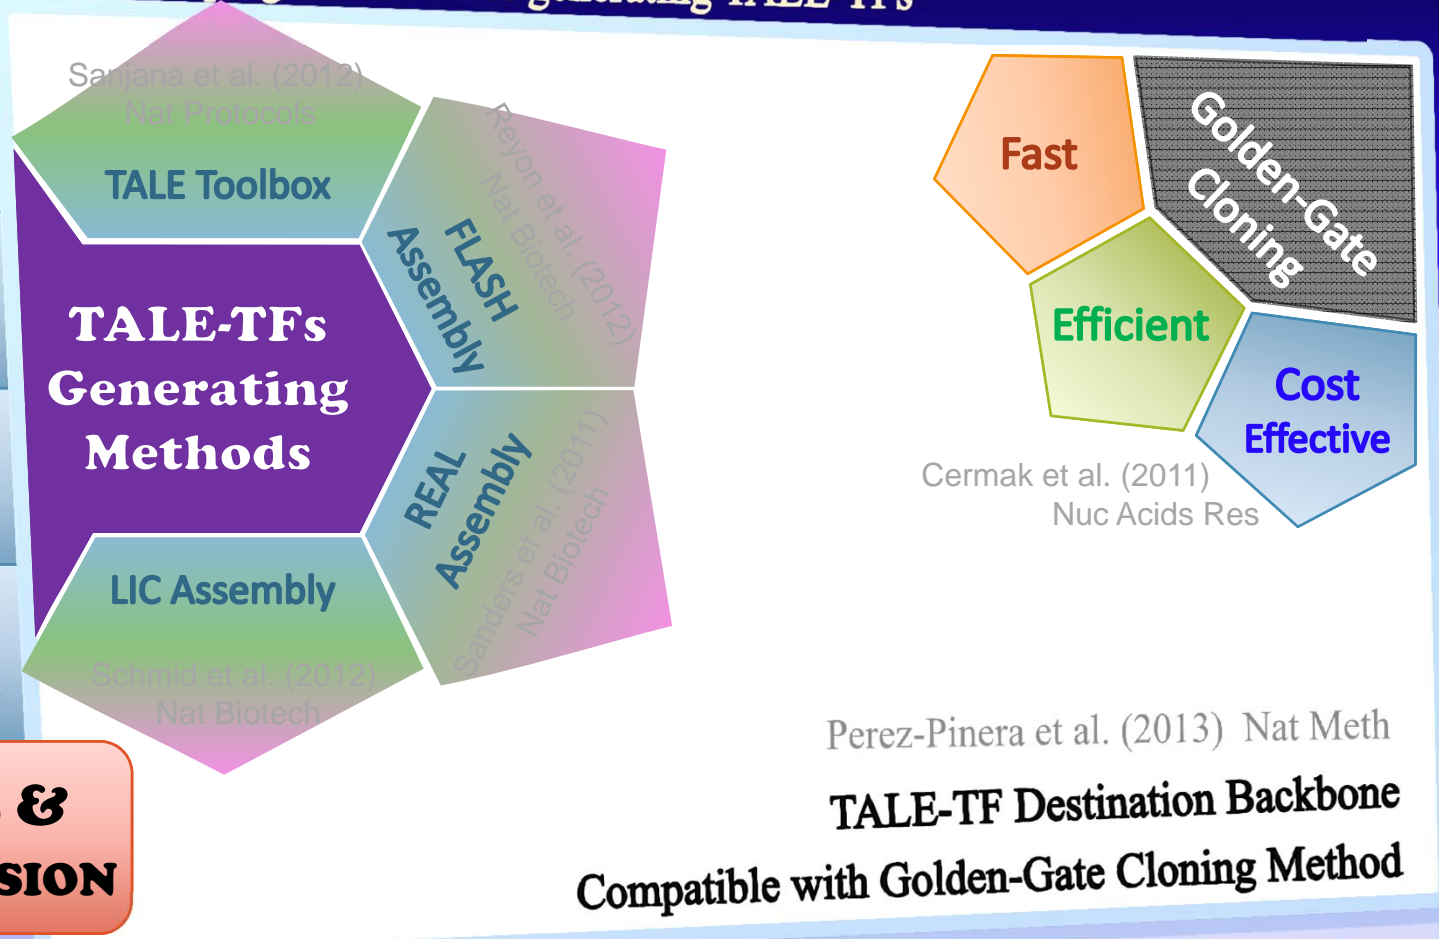 generating TALE-TFs
Sanjana et al. (2012)
Nat Protocols
TALE Toolbox
Reyon et al. (2012)
Nat Biotech
FLASH
Assembly
TALE-TFs
Generating
Methods
REAL
Assembly
Sanders et al. (2011)
Nat Biotech
LIC Assembly
Schmid et al. (2012)
Nat Biotech
Fast
Golden-Gate
Cloning
Efficient
Cost
Effective
Cermak et al. (2011)
Nuc Acids Res
Perez-Pinera et al. (2013) Nat Meth
TALE-TF Destination Backbone
Compatible with Golden-Gate Cloning Method
&
SION